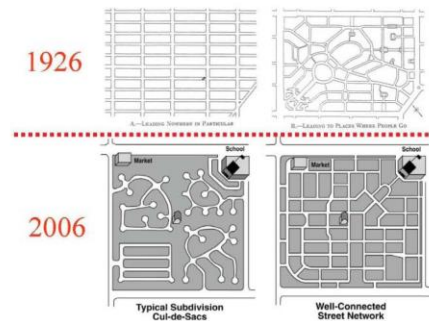 1926
A.—LEADING NOWHERE IN PARTICULAR
B.—LEADING TO PLACES WHERE PEOPLE GO
2006
Market
School
Market
School
Typical Subdivision
Cul-de-Sacs
Well-Connected
Street Network